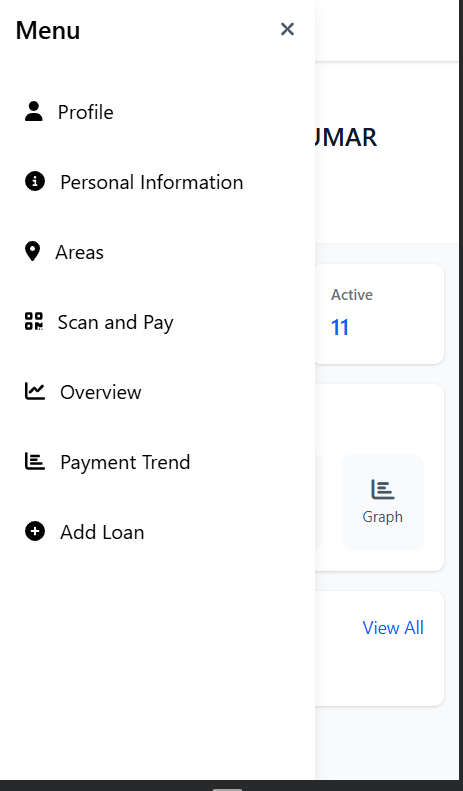 Menu
Profile
Personal Information
Areas
Scan and Pay
Overview
Payment Trend
Add Loan
UMAR
Active
11
Graph
View All